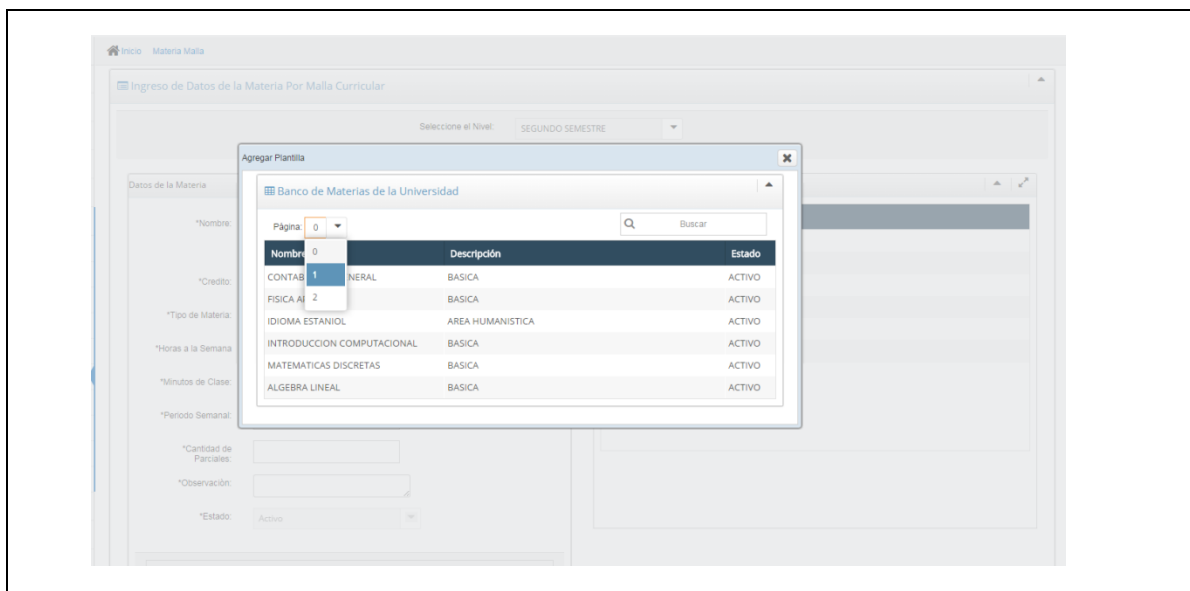 Inicio Materia Malla
Ingreso de Datos de la Materia Por Malla Curricular
Seleccione el Nivel: SEGUNDO SEMESTRE
Agregar Plantilla
Datos de la Materia
Banco de Materias de la Universidad
*Nombre:
Página: 0
Buscar
Nombre Descripción Estado
0
CONTAB NERAL BASICA ACTIVO
1
*Credito:
FISICA BASICA ACTIVO
2
*Tipo de Materia:
IDIOMA ESTANIOL AREA HUMANISTICA ACTIVO
*Horas a la Semana
INTRODUCCION COMPUTACIONAL BASICA ACTIVO
MATEMATICAS DISCRETAS BASICA ACTIVO
*Minutos de Clase:
ALGEBRA LINEAL BASICA ACTIVO
*Periodo Semanal:
*Cantidad de
Parciales:
*Observación:
*Estado: Activo